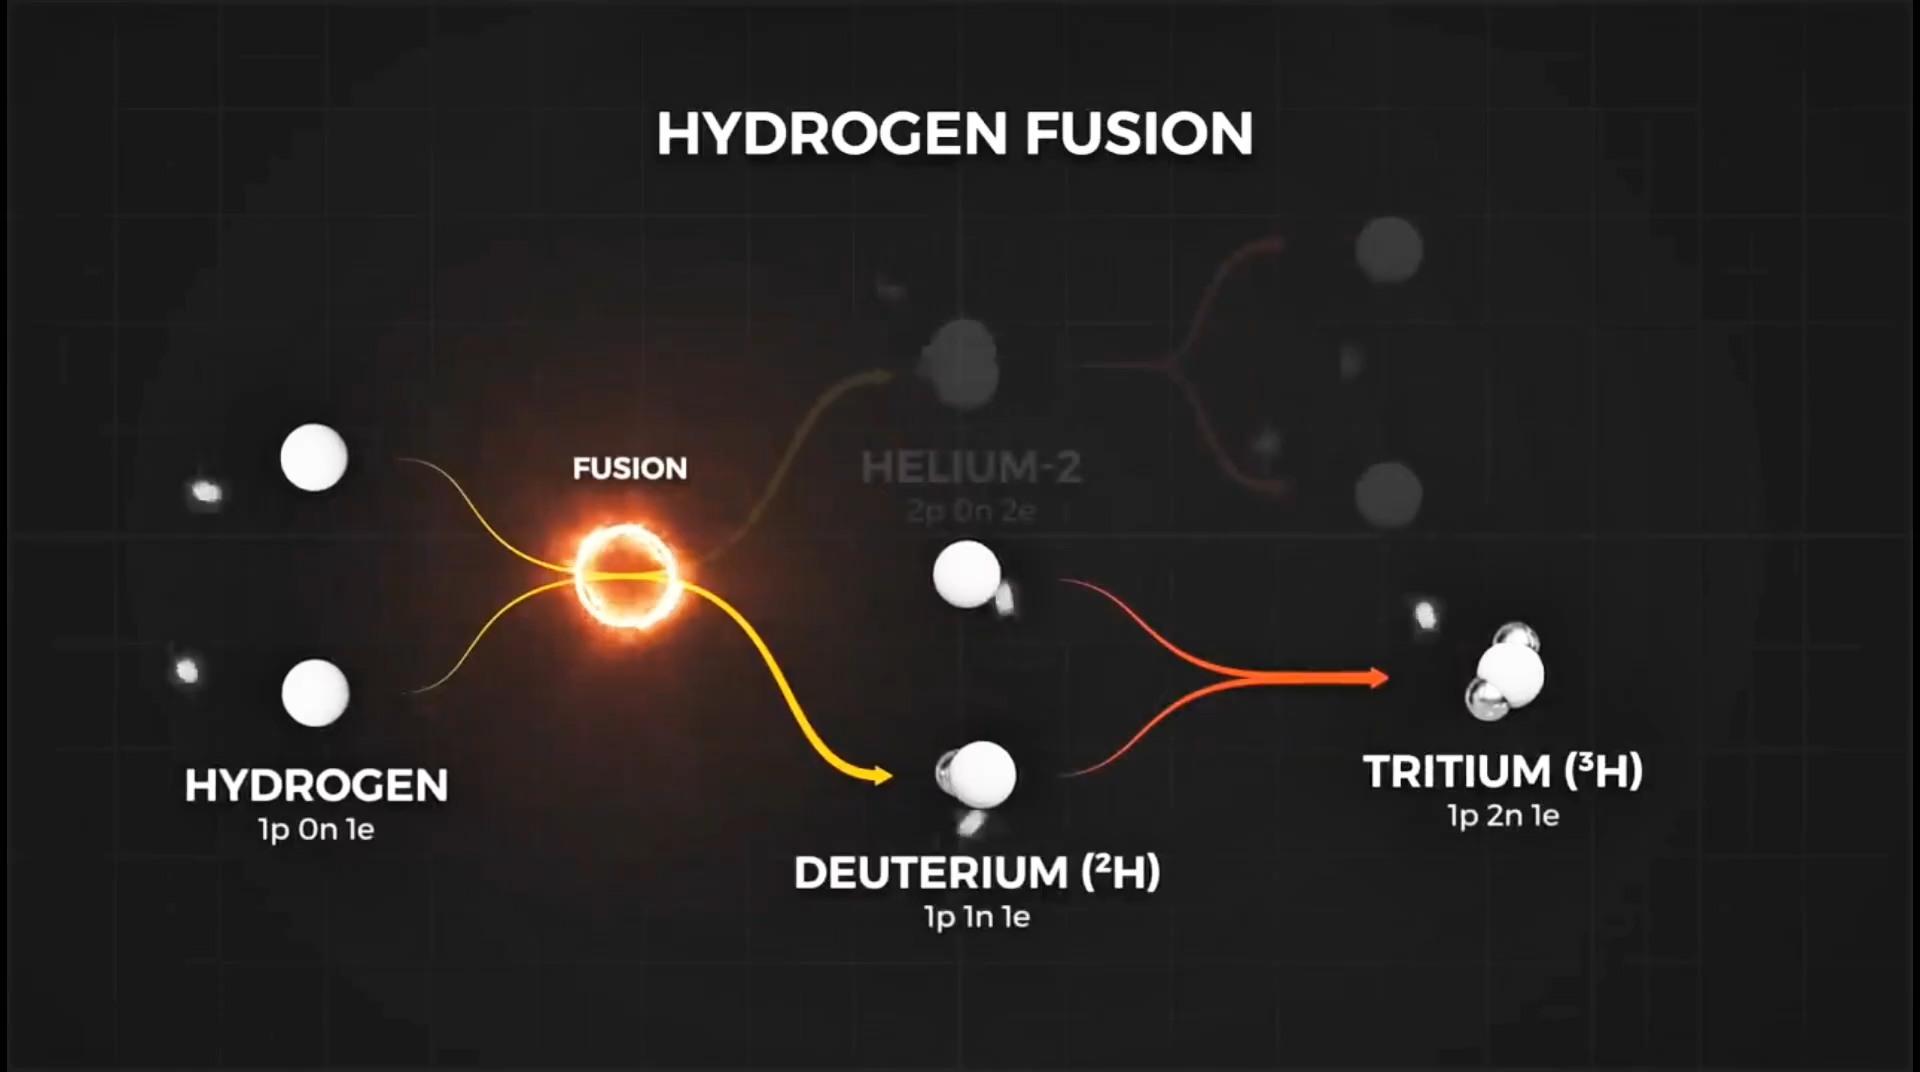 HYDROGEN FUSION
FUSION
HELIUM-2
2p 0n 2e
HYDROGEN
1p 0n 1e
DEUTERIUM (²H)
1p 1n 1e
TRITIUM (³H)
1p 2n 1e